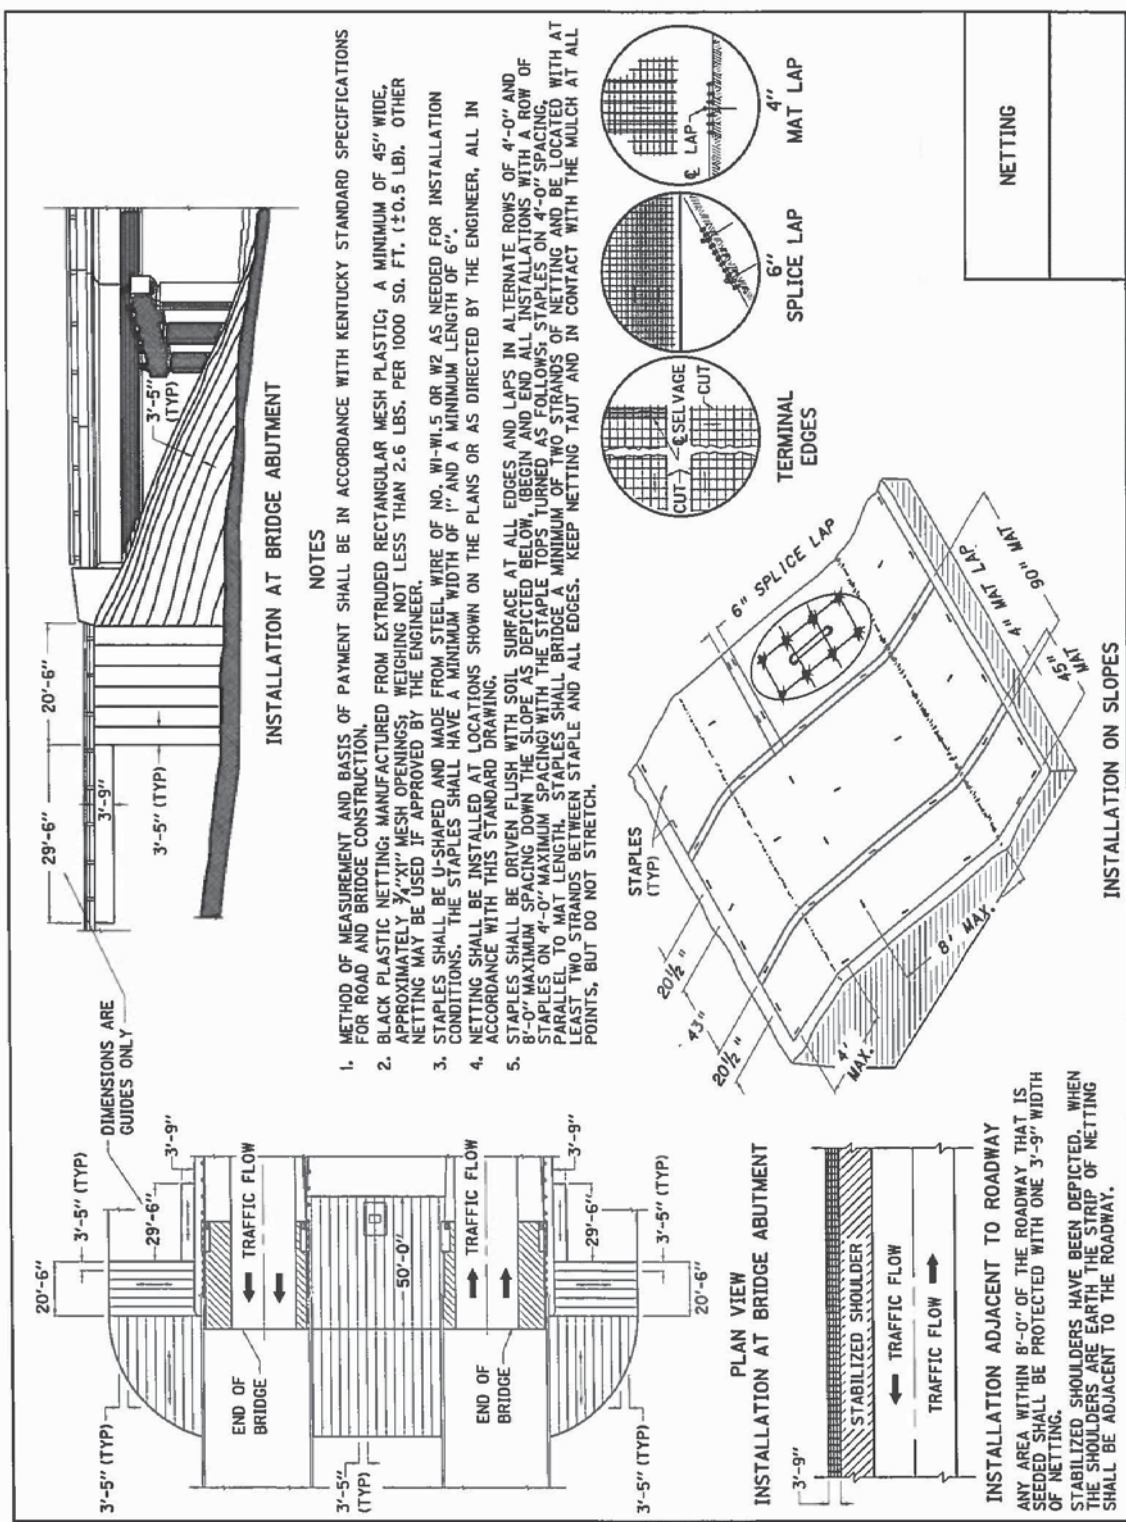 29'-6"
20'-6"
3'-9"
3'-5" (TYP)
3'-5"
(TYP)
INSTALLATION AT BRIDGE ABUTMENT
DIMENSIONS ARE
GUIDES ONLY
NOTES
1. METHOD OF MEASUREMENT AND BASIS OF PAYMENT SHALL BE IN ACCORDANCE WITH KENTUCKY STANDARD SPECIFICATIONS
FOR ROAD AND BRIDGE CONSTRUCTION.
2. BLACK PLASTIC NETTING: MANUFACTURED FROM EXTRUDED RECTANGULAR MESH PLASTIC; A MINIMUM OF 45" WIDE,
APPROXIMATELY 3/4"X1" MESH OPENINGS; WEIGHING NOT LESS THAN 2.6 LBS. PER 1000 SQ. FT. (±0.5 LB). OTHER
NETTING MAY BE USED IF APPROVED BY THE ENGINEER.
3. STAPLES SHALL BE U-SHAPED AND MADE FROM STEEL WIRE OF NO. W1-W1.5 OR W2 AS NEEDED FOR INSTALLATION
CONDITIONS. THE STAPLES SHALL HAVE A MINIMUM WIDTH OF 1" AND A MINIMUM LENGTH OF 6".
4. NETTING SHALL BE INSTALLED AT LOCATIONS SHOWN ON THE PLANS OR AS DIRECTED BY THE ENGINEER, ALL IN
ACCORDANCE WITH THIS STANDARD DRAWING.
5. STAPLES SHALL BE DRIVEN FLUSH WITH SOIL SURFACE AT ALL EDGES AND LAPS IN ALTERNATE ROWS OF 4'-0" AND
8'-0" MAXIMUM SPACING DOWN THE SLOPE AS DEPICTED BELOW, (BEGIN AND END ALL INSTALLATIONS WITH A ROW OF
STAPLES ON 4'-0" MAXIMUM SPACING) WITH THE STAPLE TOPS TURNED AS FOLLOWS: STAPLES ON 4'-0" SPACING,
PARALLEL TO MAT LENGTH. STAPLES SHALL BRIDGE A MINIMUM OF TWO STRANDS OF NETTING AND BE LOCATED WITH AT
LEAST TWO STRANDS BETWEEN STAPLE AND ALL EDGES. KEEP NETTING TAUT AND IN CONTACT WITH THE MULCH AT ALL
POINTS, BUT DO NOT STRETCH.
20'-6"
3'-5" (TYP)
29'-6"
3'-9"
3'-5" (TYP)
TRAFFIC FLOW
END OF
BRIDGE
50'-0"
3'-5"
(TYP)
END OF
BRIDGE
TRAFFIC FLOW
3'-9"
29'-6"
3'-5" (TYP)
3'-5" (TYP)
20'-6"
PLAN VIEW
INSTALLATION AT BRIDGE ABUTMENT
3'-9"
STABILIZED SHOULDER
TRAFFIC FLOW
TRAFFIC FLOW
INSTALLATION ADJACENT TO ROADWAY
ANY AREA WITHIN 8'-0" OF THE ROADWAY THAT IS
SEEDED SHALL BE PROTECTED WITH ONE 3'-9" WIDTH
OF NETTING.
STABILIZED SHOULDERS HAVE BEEN DEPICTED. WHEN
THE SHOULDERS ARE EARTH THE STRIP OF NETTING
SHALL BE ADJACENT TO THE ROADWAY.
STAPLES
(TYP)
6" SPLICE LAP
20 1/2"
43"
20 1/2"
4'
MAX.
8' MAX.
45"
MAT
4" MAT LAP
90" MAT
INSTALLATION ON SLOPES
CUT
℄ SELVAGE
CUT
TERMINAL
EDGES
6"
SPLICE LAP
℄ LAP
4"
MAT LAP
NETTING